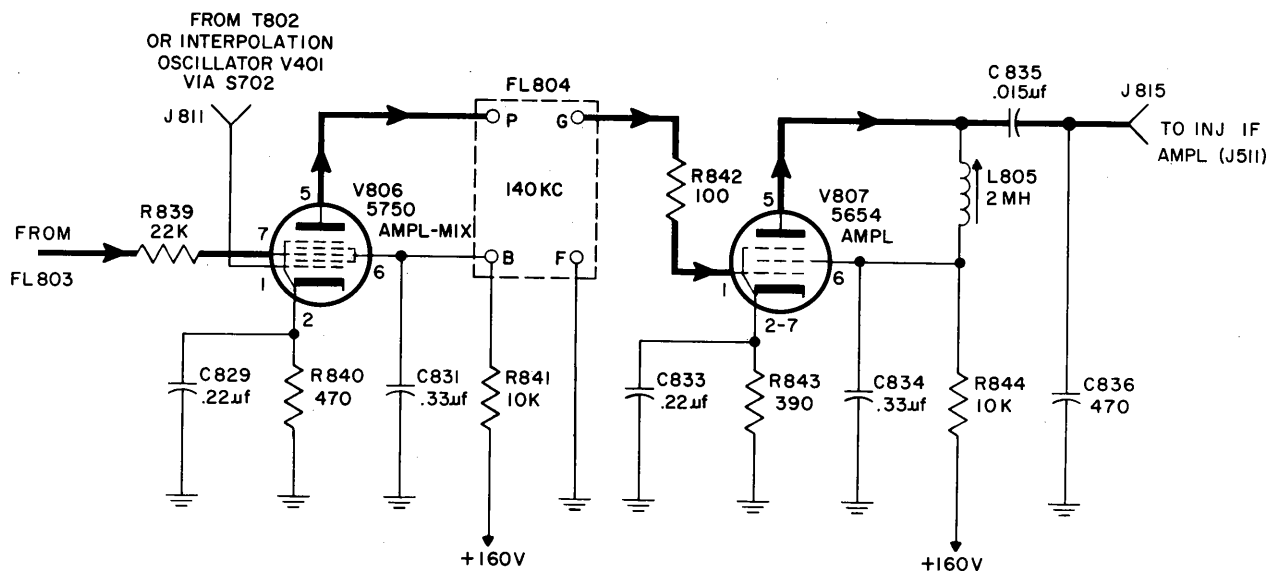 FROM T802
OR INTERPOLATION
OSCILLATOR V401
VIA S702
J811
FL804
P
G
140KC
B
F
C835
.015uf
J815
TO INJ IF
AMPL (J511)
L805
2MH
R842
100
5
V806
5750
AMPL-MIX
5
V807
5654
AMPL
FROM
FL803
R839
22K
7
1
6
2
1
6
2-7
C829
.22uf
R840
470
C831
.33uf
R841
10K
C833
.22uf
R843
390
C834
.33uf
R844
10K
C836
470
+160V
+160V